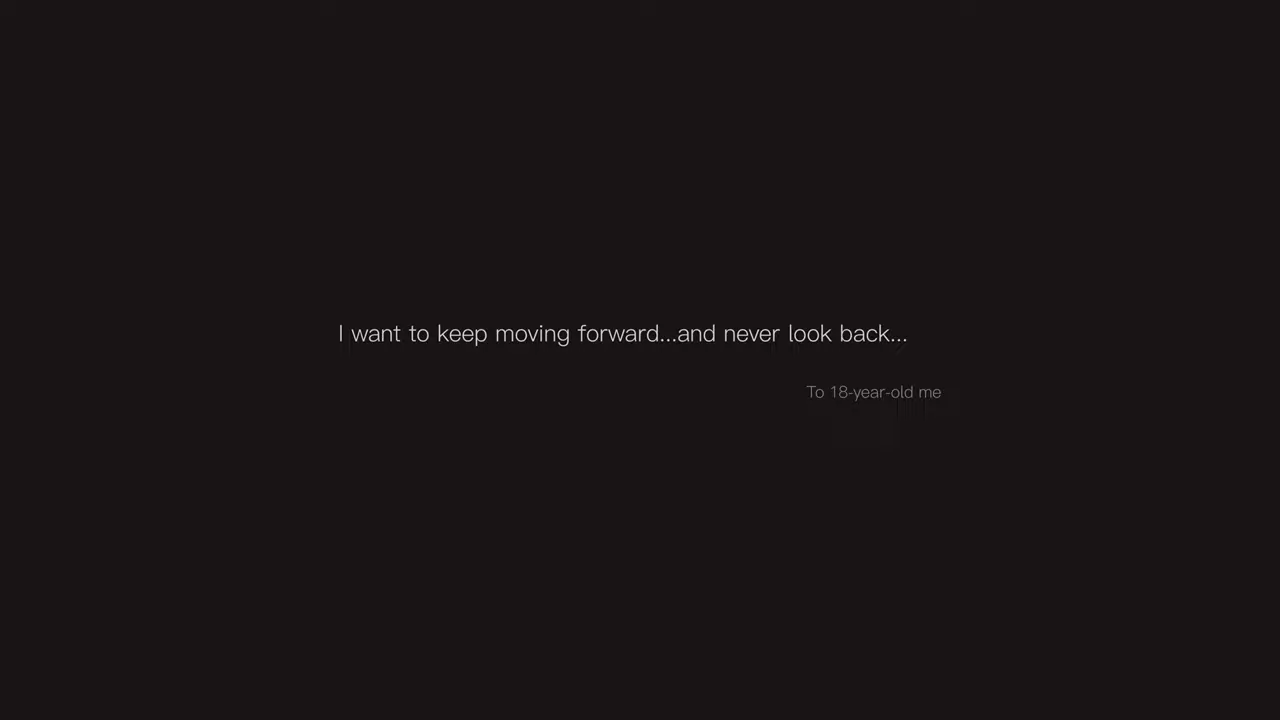 I want to keep moving forward...and never look back...
To 18-year-old me